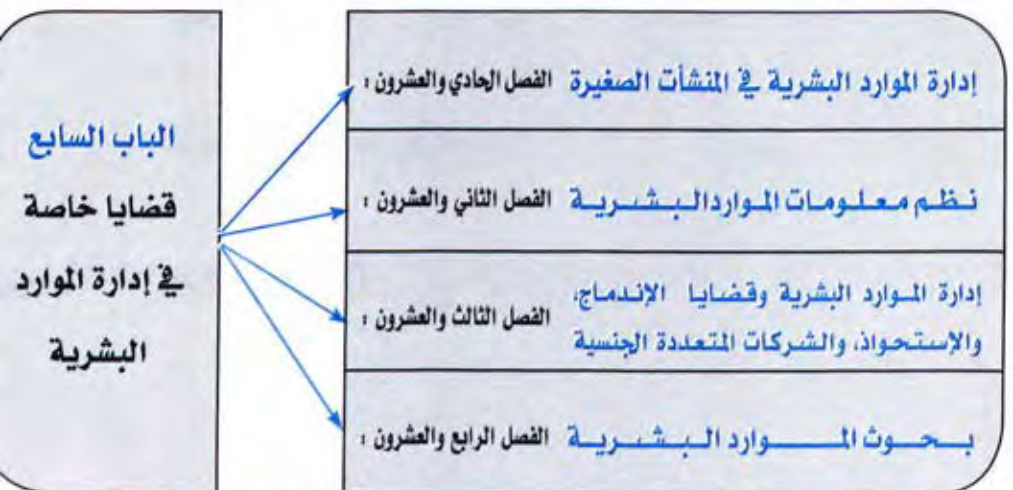 الباب السابع
قضايا خاصة
في إدارة الموارد
البشرية
الفصل الحادي والعشرون : إدارة الموارد البشرية في المنشآت الصغيرة
الفصل الثاني والعشرون : نظم معلومات الموارد البشرية
الفصل الثالث والعشرون : إدارة الموارد البشرية وقضايا الإندماج،
والإستحواذ، والشركات المتعددة الجنسية
الفصل الرابع والعشرون : بحوث الموارد البشرية